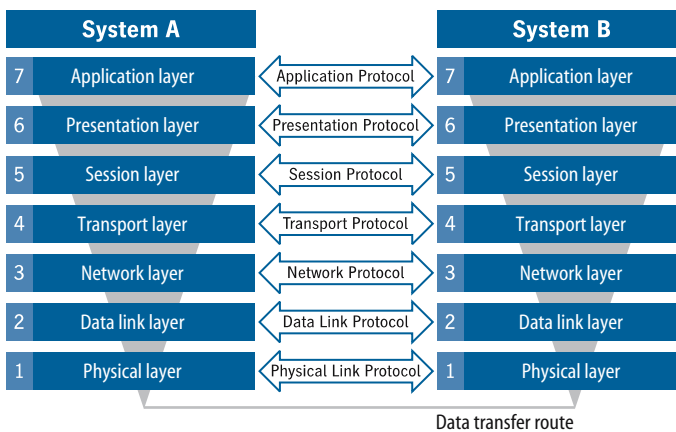 System A System B
7 Application layer Application Protocol 7 Application layer
6 Presentation layer Presentation Protocol 6 Presentation layer
5 Session layer Session Protocol 5 Session layer
4 Transport layer Transport Protocol 4 Transport layer
3 Network layer Network Protocol 3 Network layer
2 Data link layer Data Link Protocol 2 Data link layer
1 Physical layer Physical Link Protocol 1 Physical layer
Data transfer route